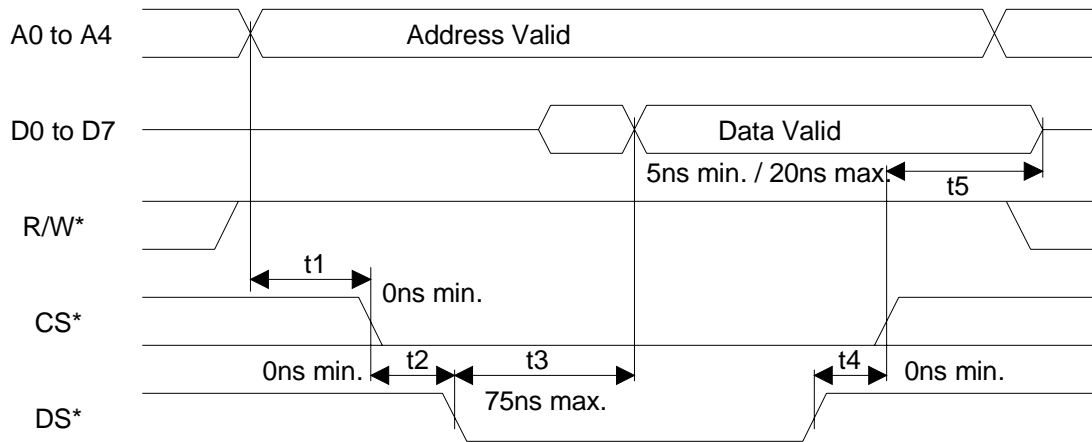 A0 to A4
Address Valid
D0 to D7
Data Valid
5ns min. / 20ns max.
t5
R/W*
t1
0ns min.
CS*
0ns min.
t2
t3
t4
0ns min.
75ns max.
DS*